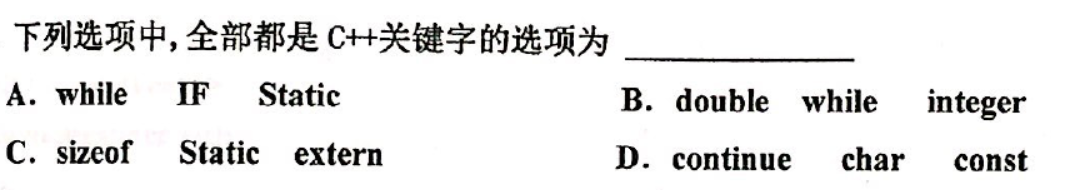 下列选项中,全部都是 C++关键字的选项为 ____________
A. while IF Static B. double while integer
C. sizeof Static extern D. continue char const